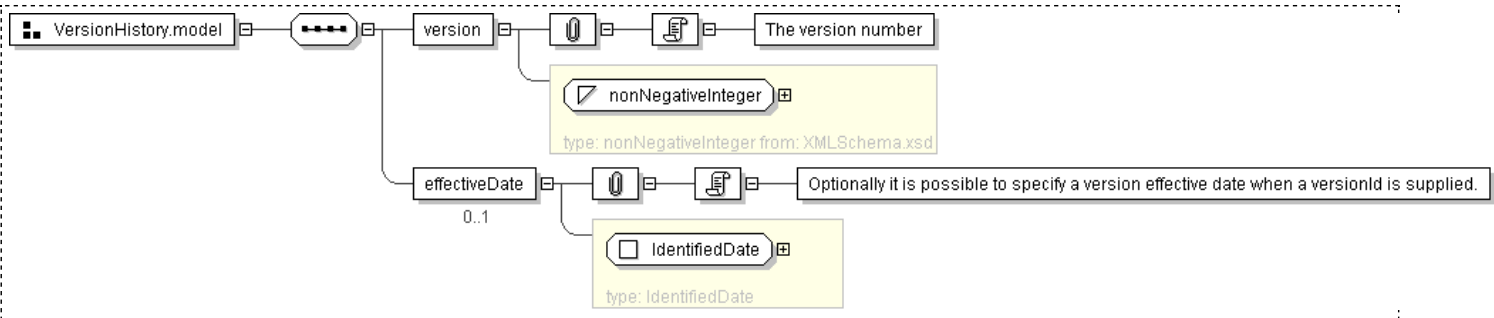 VersionHistory.model
version
The version number
nonNegativeInteger
type: nonNegativeInteger from: XMLSchema.xsd
effectiveDate
Optionally it is possible to specify a version effective date when a versionId is supplied.
0..1
IdentifiedDate
type: IdentifiedDate